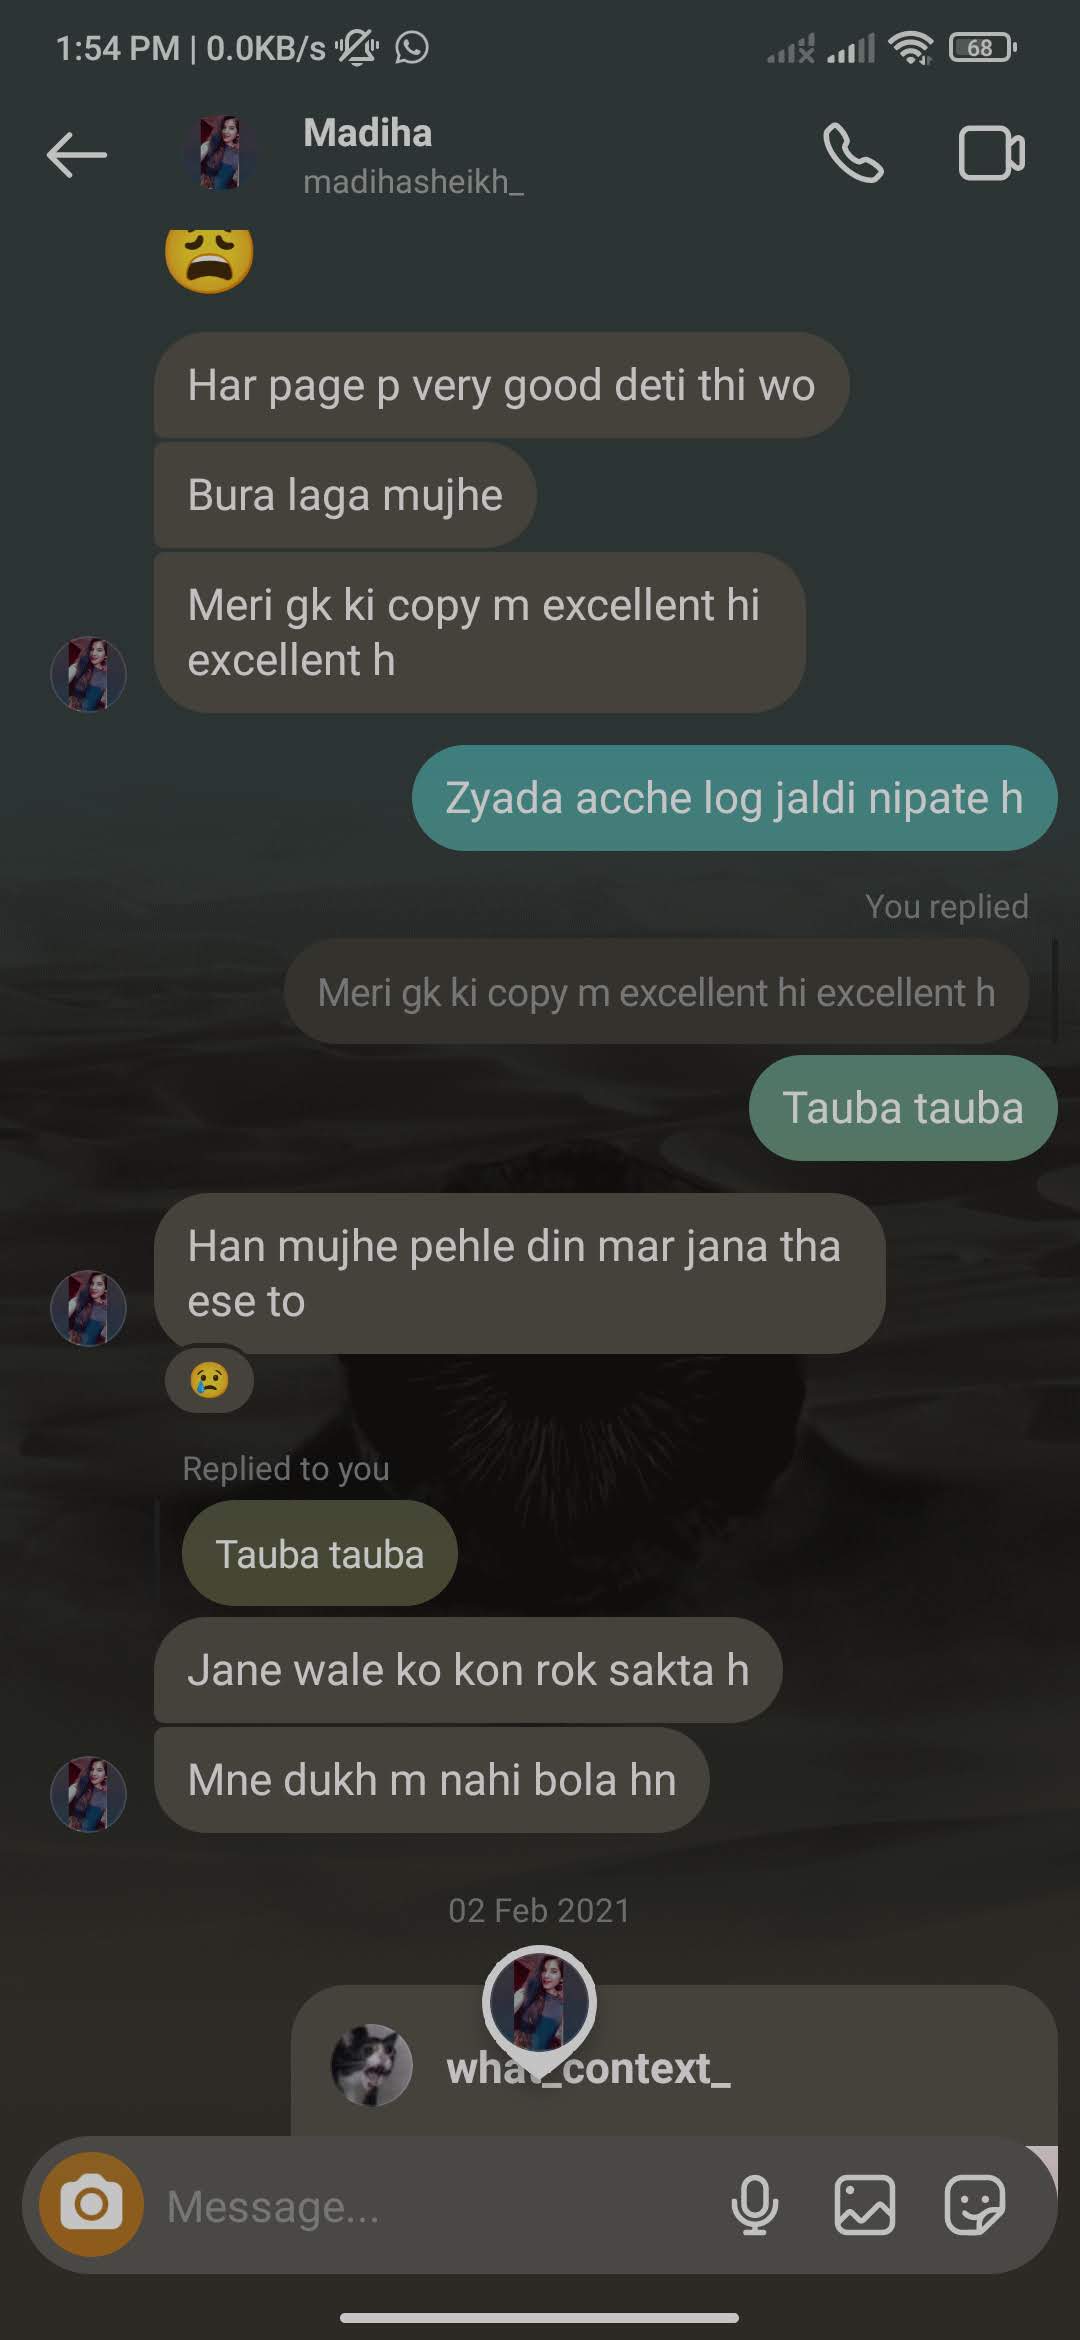 1:54 PM | 0.0KB/s
68
Madiha
madihasheikh_
Har page p very good deti thi wo
Bura laga mujhe
Meri gk ki copy m excellent hi
excellent h
Zyada acche log jaldi nipate h
You replied
Meri gk ki copy m excellent hi excellent h
Tauba tauba
Han mujhe pehle din mar jana tha
ese to
Replied to you
Tauba tauba
Jane wale ko kon rok sakta h
Mne dukh m nahi bola hn
02 Feb 2021
what_context_
Message...